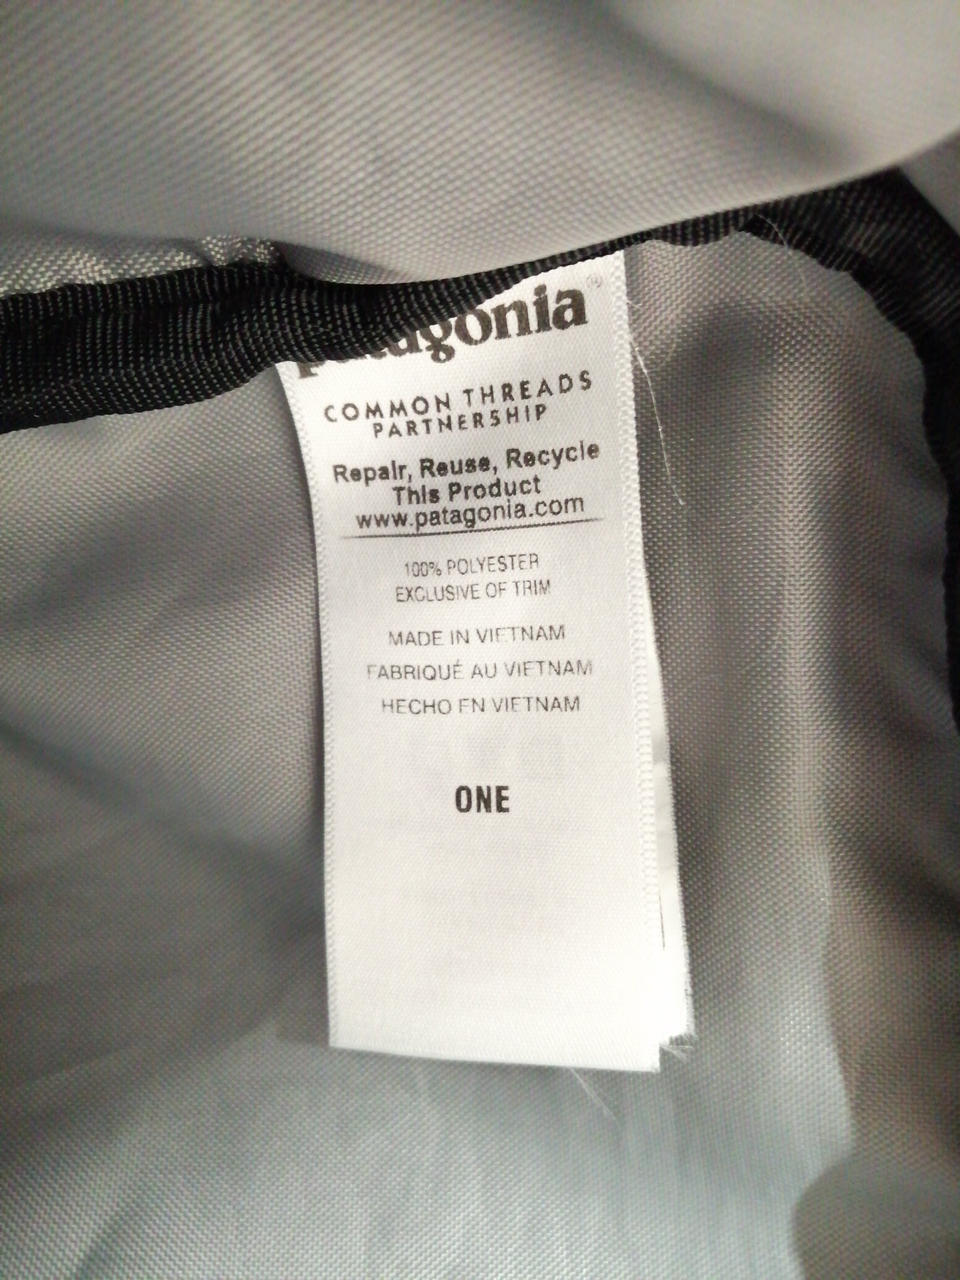 patagonia®
COMMON THREADS
PARTNERSHIP
Repair, Reuse, Recycle
This Product
www.patagonia.com
100% POLYESTER
EXCLUSIVE OF TRIM
MADE IN VIETNAM
FABRIQUÉ AU VIETNAM
HECHO EN VIETNAM
ONE